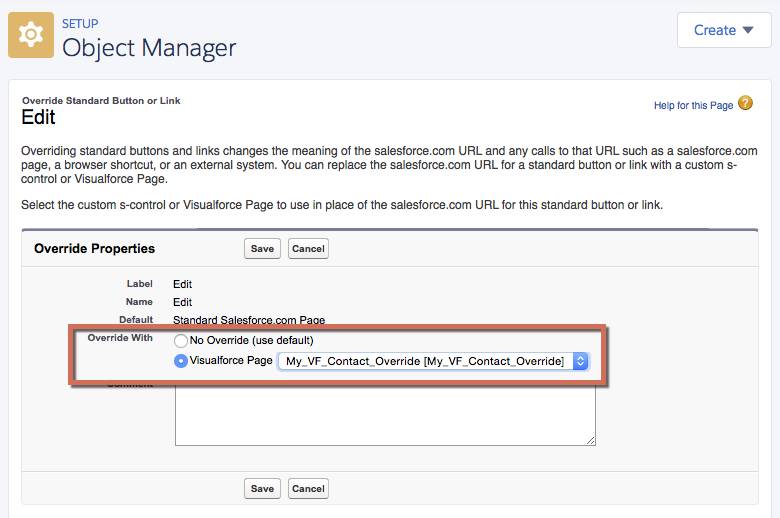 SETUP
Object Manager
Create
Override Standard Button or Link
Edit
Help for this Page ?
Overriding standard buttons and links changes the meaning of the salesforce.com URL and any calls to that URL such as a salesforce.com
page, a browser shortcut, or an external system. You can replace the salesforce.com URL for a standard button or link with a custom s-
control or Visualforce Page.
Select the custom s-control or Visualforce Page to use in place of the salesforce.com URL for this standard button or link.
Override Properties Save Cancel
Label Edit
Name Edit
Default Standard Salesforce.com Page
Override With No Override (use default)
Visualforce Page My_VF_Contact_Override [My_VF_Contact_Override]
Comment
Save Cancel